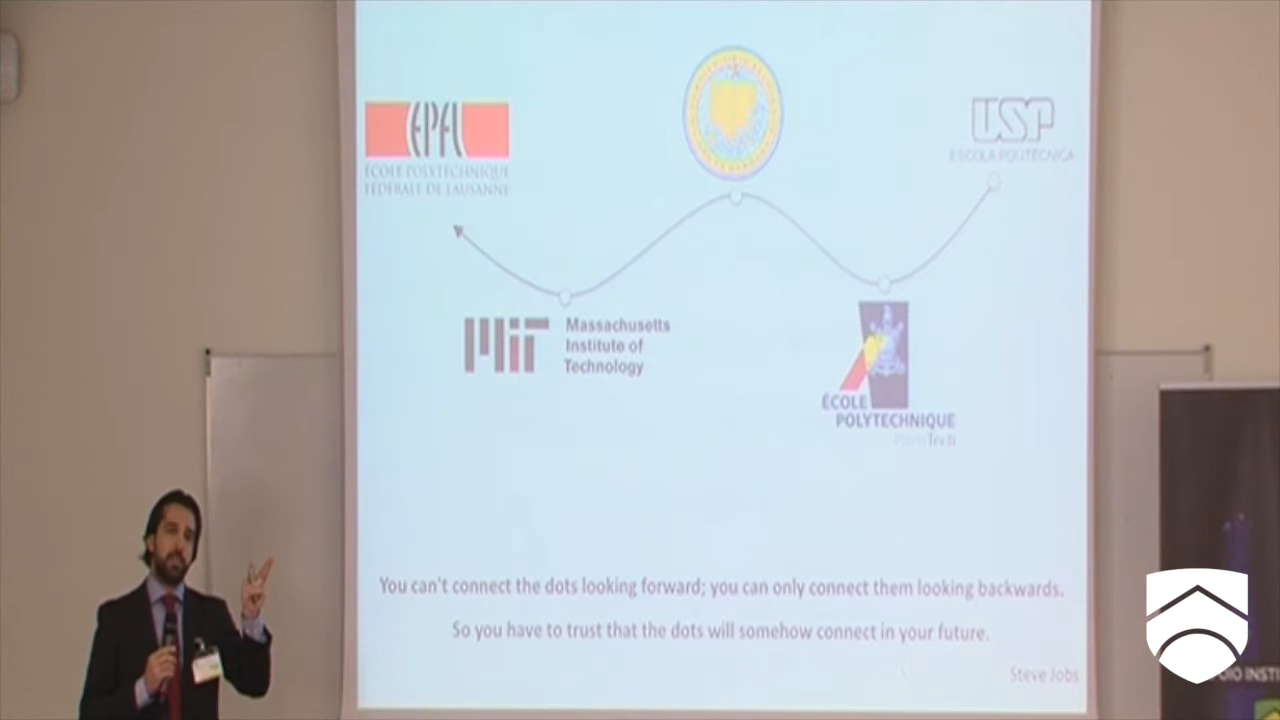 EPFL
ÉCOLE POLYTECHNIQUE
FÉDÉRALE DE LAUSANNE
USP
ESCOLA POLITÉCNICA
MIT
Massachusetts
Institute of
Technology
ÉCOLE
POLYTECHNIQUE
ParisTech
You can't connect the dots looking forward; you can only connect them looking backwards.
So you have to trust that the dots will somehow connect in your future.
Steve Jobs